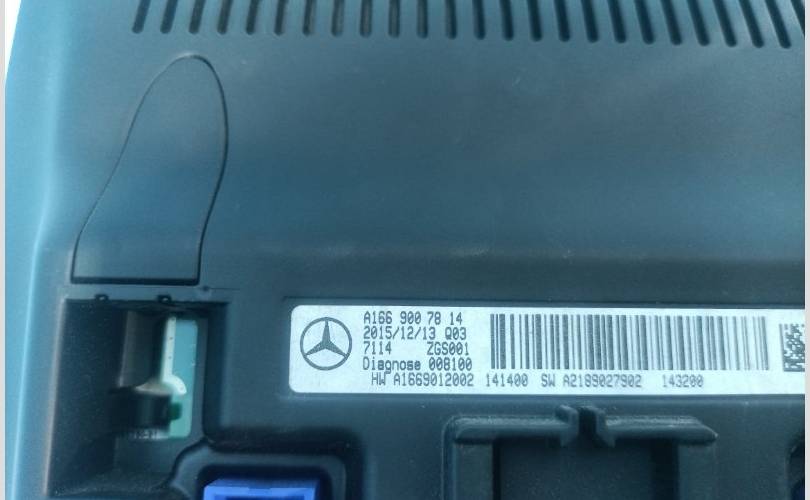 A166 900 78 14
2015/12/13 Q03
7114 ZGS001
Diagnose 008100
HW A1669012002 141400 SW A2189027902 143200